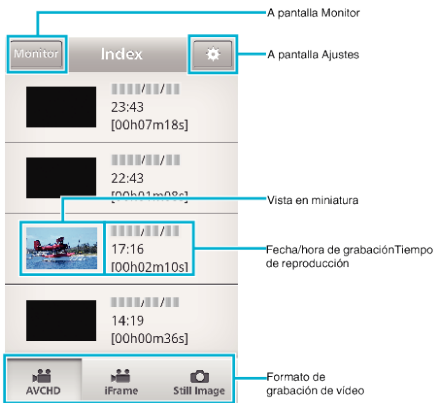 A pantalla Monitor
Monitor
Index
A pantalla Ajustes
23:43
[00h07m18s]
22:43
[00h01m08s]
Vista en miniatura
17:16
[00h02m10s]
Fecha/hora de grabaciónTiempo
de reproducción
14:19
[00h00m36s]
AVCHD
iFrame
Still Image
Formato de
grabación de vídeo